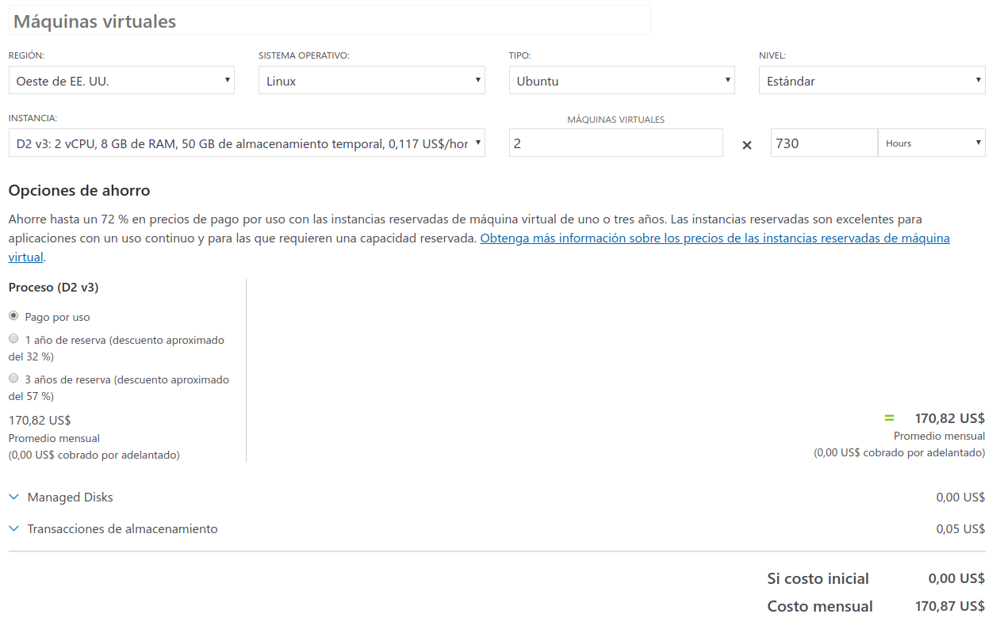 Máquinas virtuales
REGIÓN:
SISTEMA OPERATIVO:
TIPO:
NIVEL:
Oeste de EE. UU.
Linux
Ubuntu
Estándar
INSTANCIA:
MÁQUINAS VIRTUALES
D2 v3: 2 vCPU, 8 GB de RAM, 50 GB de almacenamiento temporal, 0,117 US$/hor
2
×
730
Hours
Opciones de ahorro
Ahorre hasta un 72 % en precios de pago por uso con las instancias reservadas de máquina virtual de uno o tres años. Las instancias reservadas son excelentes para
aplicaciones con un uso continuo y para las que requieren una capacidad reservada. Obtenga más información sobre los precios de las instancias reservadas de máquina
virtual.
Proceso (D2 v3)
Pago por uso
1 año de reserva (descuento aproximado
del 32 %)
3 años de reserva (descuento aproximado
del 57 %)
170,82 US$
Promedio mensual
(0,00 US$ cobrado por adelantado)
= 170,82 US$
Promedio mensual
(0,00 US$ cobrado por adelantado)
Managed Disks
0,00 US$
Transacciones de almacenamiento
0,05 US$
Si costo inicial
0,00 US$
Costo mensual
170,87 US$